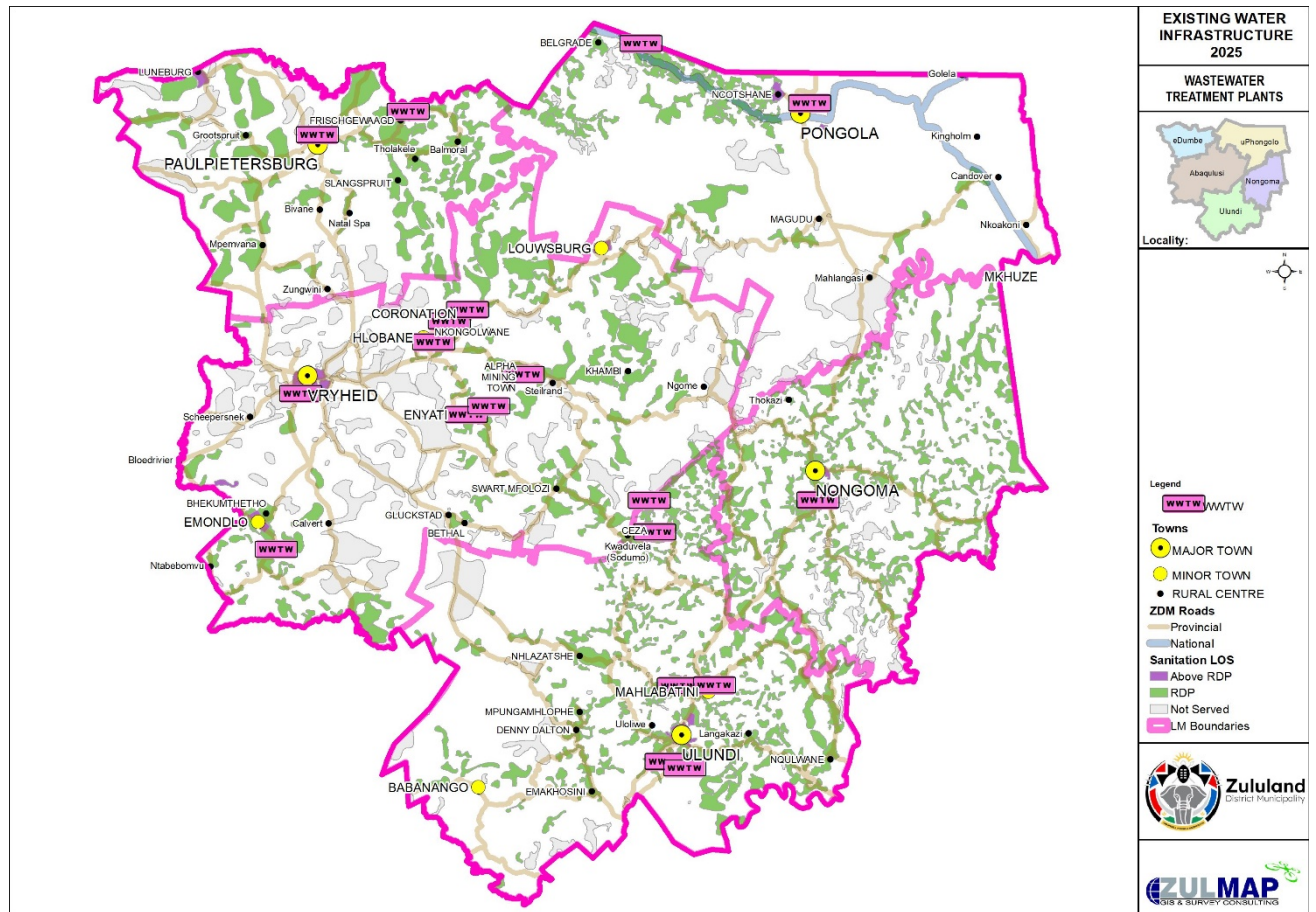 EXISTING WATER
INFRASTRUCTURE
2025
WASTEWATER
TREATMENT PLANTS
eDumbe
uPhongolo
Abaqulusi
Nongoma
Ulundi
Locality:
N
W
E
S
Legend
WWTW WWTW
Towns
MAJOR TOWN
MINOR TOWN
RURAL CENTRE
ZDM Roads
Provincial
National
Sanitation LOS
Above RDP
RDP
Not Served
LM Boundaries
Zululand
District Municipality
ZULMAP
GIS & SURVEY CONSULTING
BELGRADE
WWTW
LUNEBURG
Golela
NCOTSHANE
WWTW
PONGOLA
WWTW
FRISCHGEWAAGD
WWTW
Grootspruit
PAULPIETERSBURG
Tholakele
Balmoral
Kingholm
SLANGSPRUIT
Candover
Bivane
Natal Spa
MAGUDU
Nkoakoni
Mpemvana
LOUWSBURG
Zungwini
Mahlangasi
MKHUZE
CORONATION
WWTW
WWTW
NKONGOLWANE
HLOBANE
WWTW
ALPHA
MINING
TOWN
WWTW
Steilrand
KHAMBI
Ngome
VRYHEID
WWTW
Thokazi
Scheepersnek
ENYATI
WWTW
WWTW
Bloedrivier
NONGOMA
WWTW
SWART MFOLOZI
WWTW
BHEKUMTHETHO
EMONDLO
Calvert
GLUCKSTAD
BETHAL
CEZA
WWTW
Kwaduvela
(Sodumo)
WWTW
Ntabebomvu
NHLAZATSHE
MAHLABATINI
WWTW
WWTW
MPUNGAMHLOPHE
DENNY DALTON
Uloliwe
Langakazi
ULUNDI
NQULWANE
WWTW
WWTW
BABANANGO
EMAKHOSINI